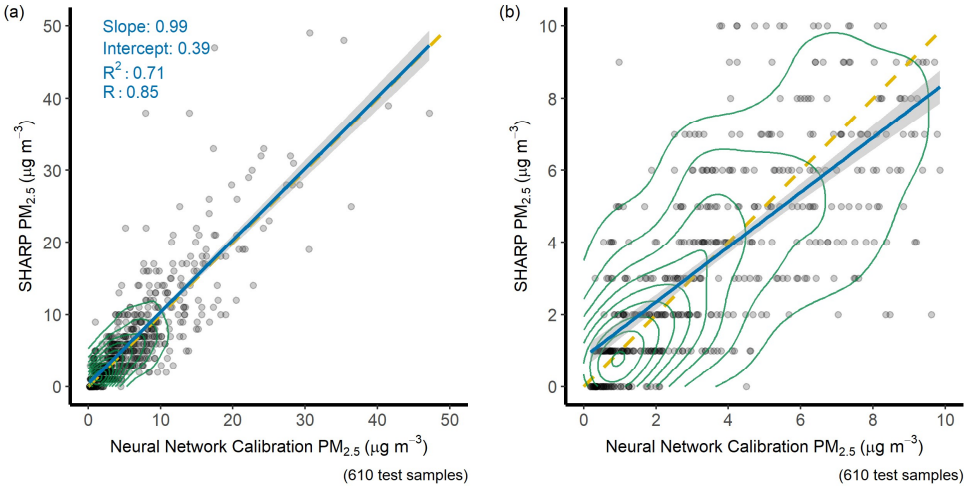 (a)
Slope: 0.99
Intercept: 0.39
R² : 0.71
R : 0.85
50
40
30
20
10
0
SHARP PM₂.₅ (μg m⁻³)
0 10 20 30 40 50
Neural Network Calibration PM₂.₅ (μg m⁻³)
(610 test samples)
(b)
10
8
6
4
2
0
SHARP PM₂.₅ (μg m⁻³)
0 2 4 6 8 10
Neural Network Calibration PM₂.₅ (μg m⁻³)
(610 test samples)